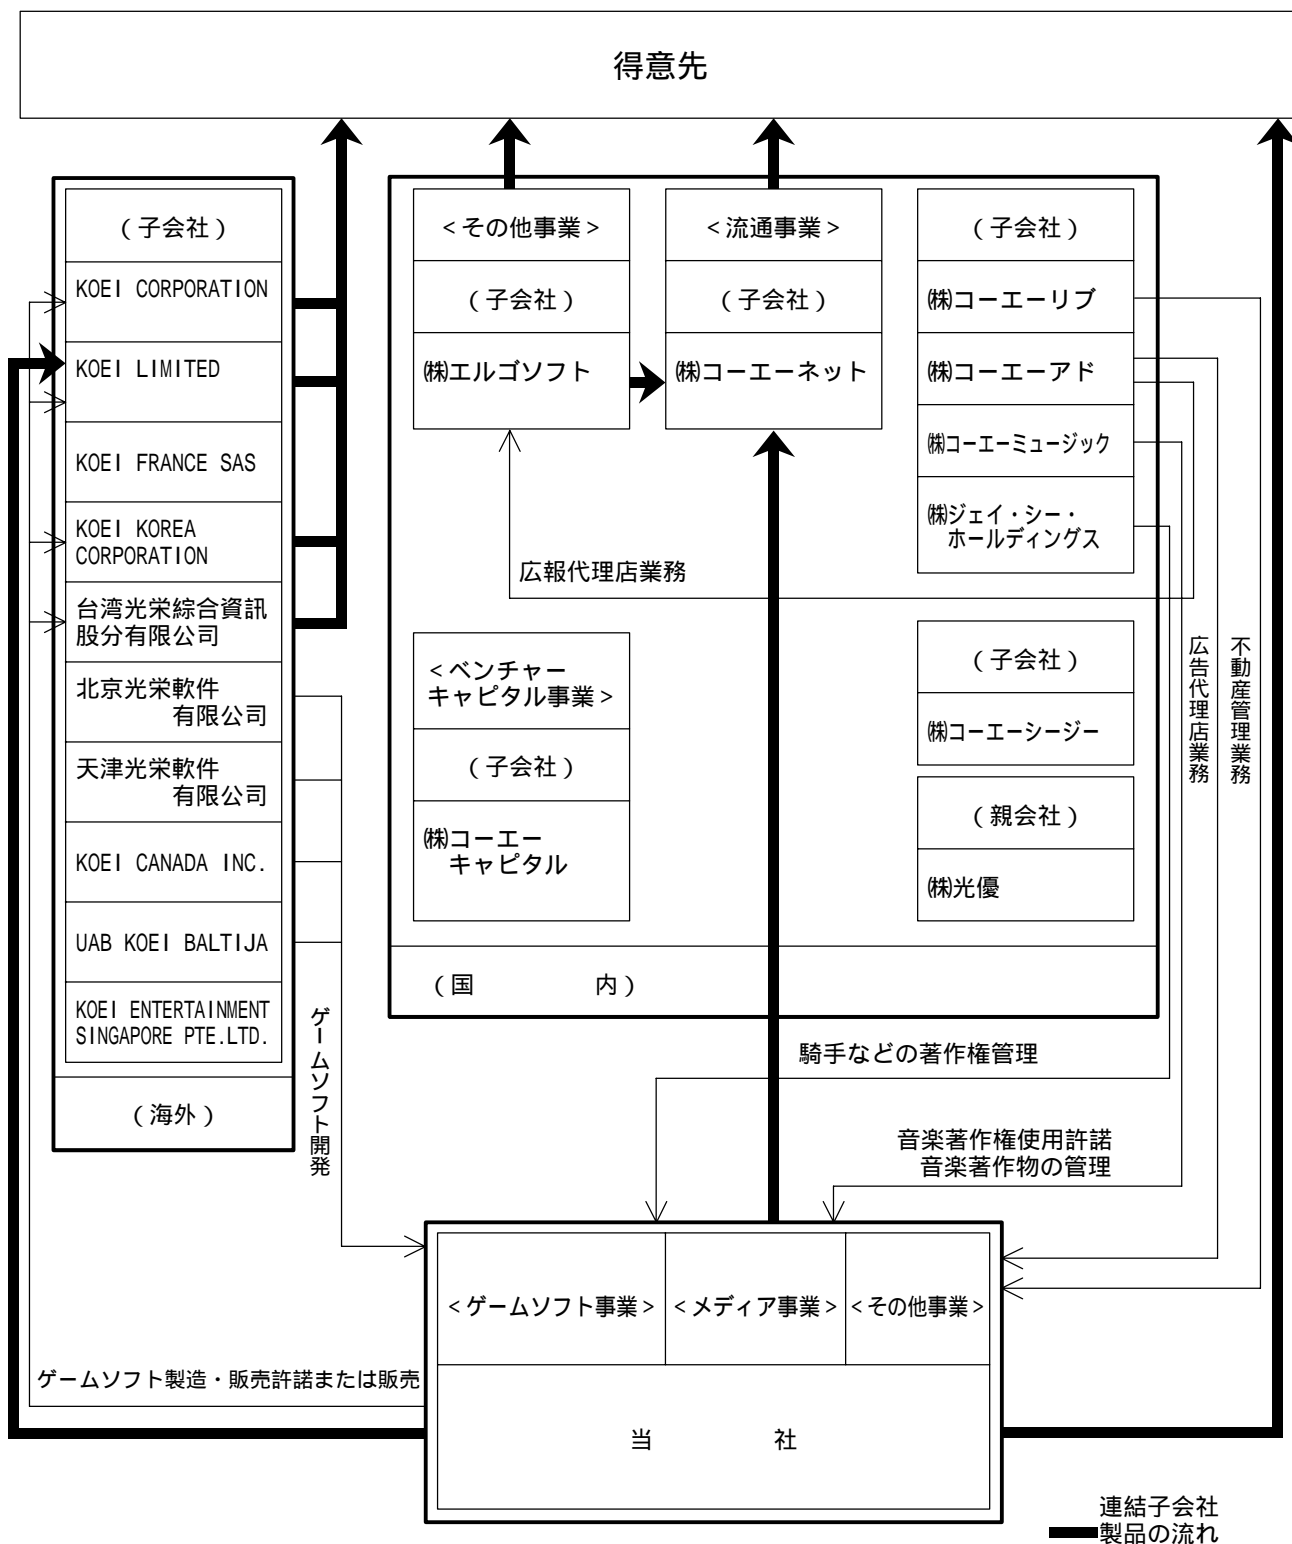 得意先
(子会社)
KOEI CORPORATION
KOEI LIMITED
KOEI FRANCE SAS
KOEI KOREA
CORPORATION
台湾光栄綜合資訊
股分有限公司
北京光栄軟件
有限公司
天津光栄軟件
有限公司
KOEI CANADA INC.
UAB KOEI BALTIJA
KOEI ENTERTAINMENT
SINGAPORE PTE.LTD.
(海外)
<その他事業>
(子会社)
㈱エルゴソフト
<流通事業>
(子会社)
㈱コーエーネット
(子会社)
㈱コーエーリブ
㈱コーエーアド
㈱コーエーミュージック
㈱ジェイ・シー・
ホールディングス
広報代理店業務
<ベンチャー
キャピタル事業>
(子会社)
㈱コーエー
キャピタル
(子会社)
㈱コーエーシージー
(親会社)
㈱光優
(国 内)
広告代理店業務
不動産管理業務
ゲームソフト開発
騎手などの著作権管理
音楽著作権使用許諾
音楽著作物の管理
<ゲームソフト事業>
<メディア事業>
<その他事業>
ゲームソフト製造・販売許諾または販売
当 社
連結子会社
製品の流れ